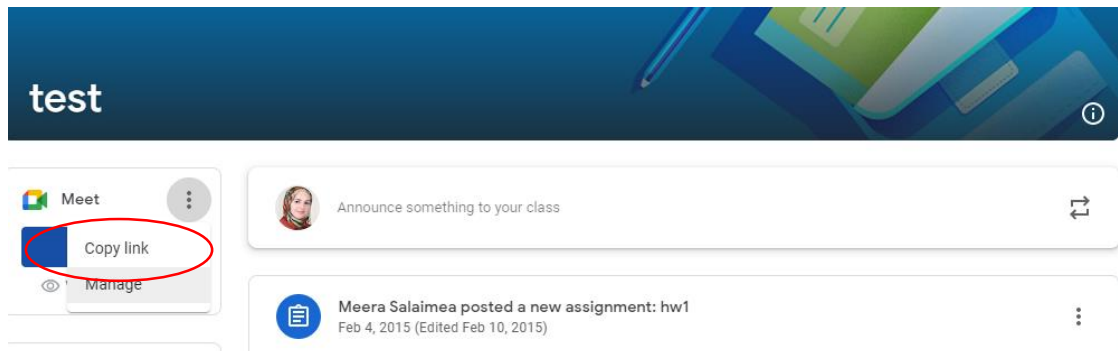 test
Meet
Copy link
Manage
Announce something to your class
Meera Salaimea posted a new assignment: hw1
Feb 4, 2015 (Edited Feb 10, 2015)